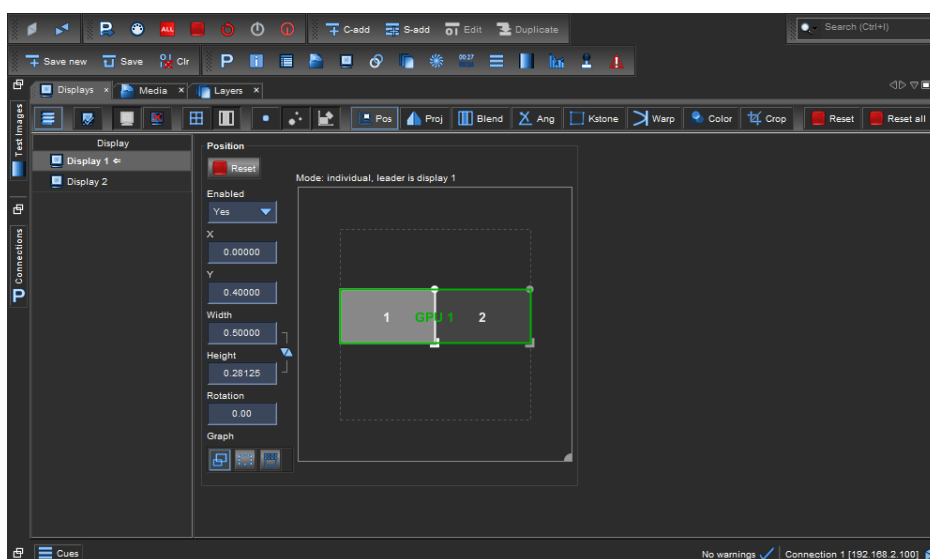 ALL C-add S-add Edit Duplicate Search (Ctrl+I)
Save new Save Clr P 00:27
Displays × Media × Layers ×
Pos Proj Blend Ang Kstone Warp Color Crop Reset Reset all
Test Images
Connections
P
Display
Display 1
Display 2
Position
Reset
Mode: individual, leader is display 1
Enabled
Yes
X
0.00000
Y
0.40000
Width
0.50000
Height
0.28125
Rotation
0.00
Graph
1 GPU 1 2
Cues
No warnings Connection 1 [192.168.2.100]